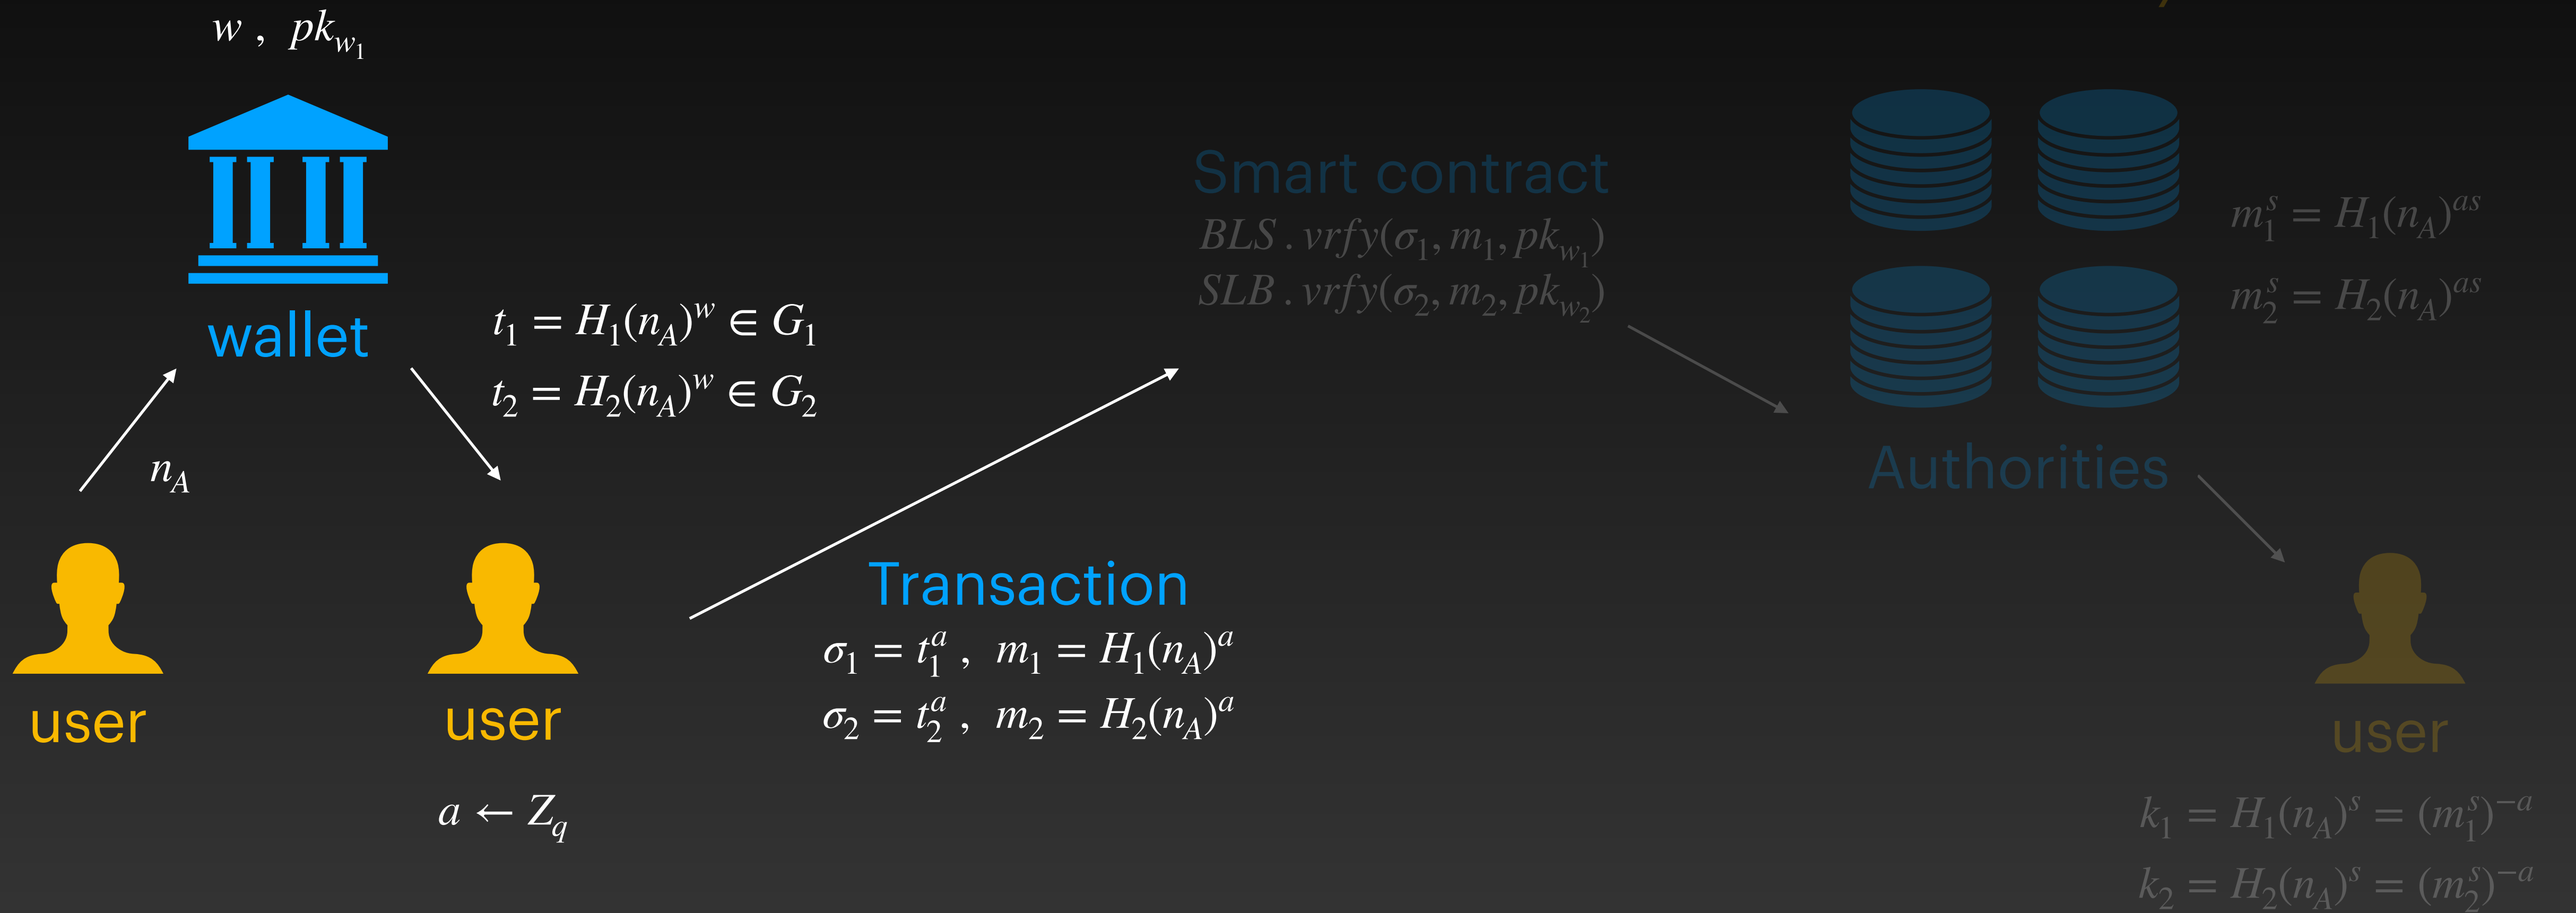 w , pk_{w_1}
wallet
n_A
user
t_1 = H_1(n_A)^w ∈ G_1
t_2 = H_2(n_A)^w ∈ G_2
user
a ← Z_q
Transaction
σ_1 = t_1^a , m_1 = H_1(n_A)^a
σ_2 = t_2^a , m_2 = H_2(n_A)^a
Smart contract
BLS . vrfy(σ_1, m_1, pk_{w_1})
SLB . vrfy(σ_2, m_2, pk_{w_2})
Authorities
m_1^s = H_1(n_A)^{as}
m_2^s = H_2(n_A)^{as}
user
k_1 = H_1(n_A)^s = (m_1^s)^{-a}
k_2 = H_2(n_A)^s = (m_2^s)^{-a}